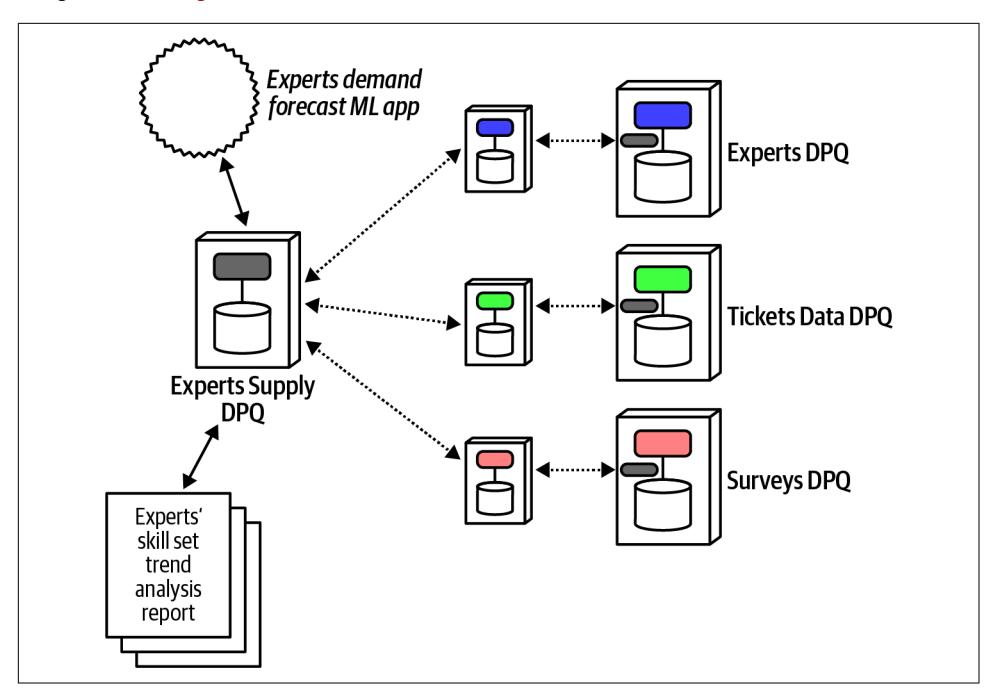 Experts demand
forecast ML app
Experts DPQ
Tickets Data DPQ
Experts Supply
DPQ
Surveys DPQ
Experts‘
skill set
trend
analysis
report